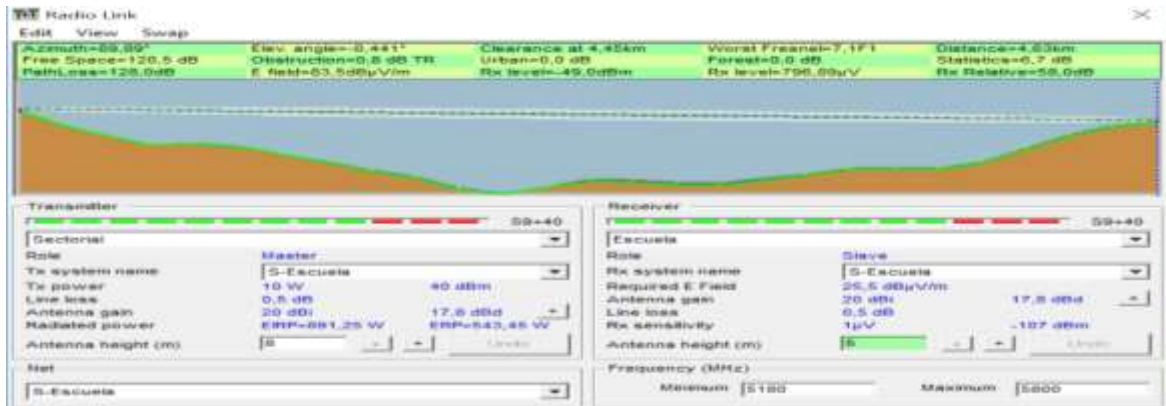 Radio Link
Edit View Swap
Azimuth=89,89° Elev. angle=-0,441° Clearance at 4,45km Worst Fresnel=7,1F1 Distance=4,83km
Free Space=120,5 dB Obstruction=0,8 dB TR Urban=0,0 dB Forest=0,0 dB Statistics=6,7 dB
PathLoss=128,0dB E field=83,5dBµV/m Rx level=-49,0dBm Rx level=796,89µV Rx Relative=58,0dB
Transmitter
S9+40
Sectorial
Role Master
Tx system name S-Escuela
Tx power 10 W 40 dBm
Line loss 0,5 dB
Antenna gain 20 dBi 17,8 dBd +
Radiated power EIRP=891,25 W ERP=543,45 W
Antenna height (m) - + Undo
Net
S-Escuela
Receiver
S9+40
Escuela
Role Slave
Rx system name S-Escuela
Required E Field 25,5 dBµV/m
Antenna gain 20 dBi 17,8 dBd +
Line loss 0,5 dB
Rx sensitivity 1µV -107 dBm
Antenna height (m) - + Undo
Frequency (MHz)
Minimum 5180 Maximum 5800